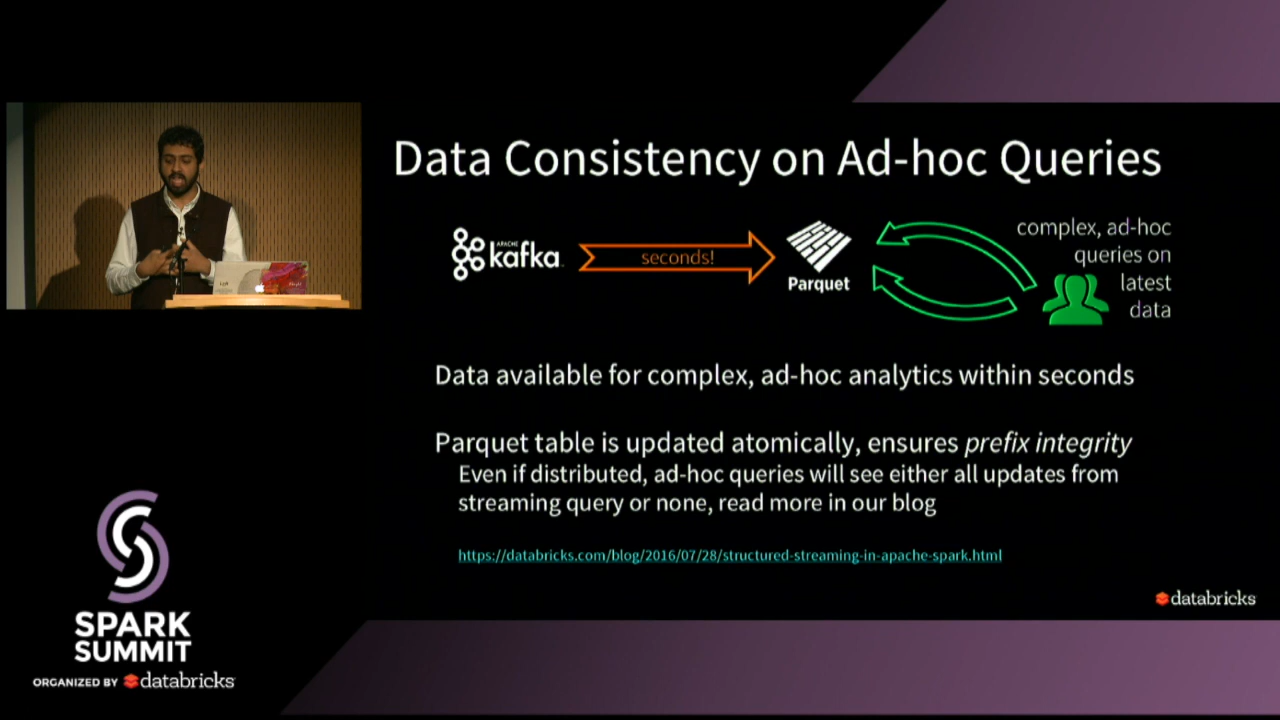 Data Consistency on Ad-hoc Queries
APACHE
kafka
seconds!
Parquet
complex, ad-hoc
queries on
latest
data
Data available for complex, ad-hoc analytics within seconds
Parquet table is updated atomically, ensures prefix integrity
Even if distributed, ad-hoc queries will see either all updates from
streaming query or none, read more in our blog
https://databricks.com/blog/2016/07/28/structured-streaming-in-apache-spark.html
databricks
SPARK
SUMMIT
ORGANIZED BY databricks